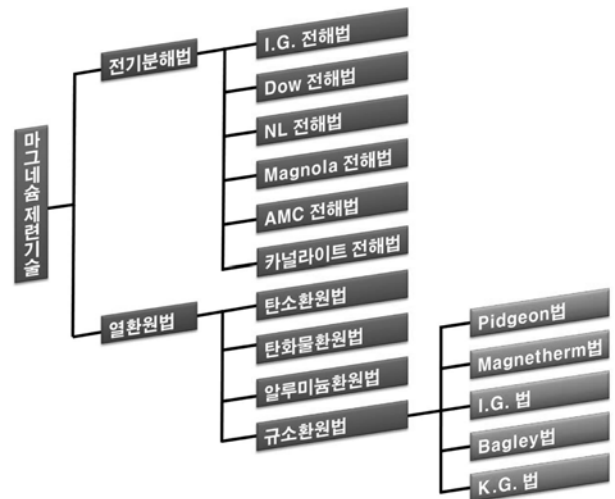 마그네슘 제련기술
전기분해법
I.G. 전해법
Dow 전해법
NL 전해법
Magnola 전해법
AMC 전해법
카널라이트 전해법
열환원법
탄소환원법
탄화물환원법
알루미늄환원법
규소환원법
Pidgeon법
Magnetherm법
I.G. 법
Bagley법
K.G. 법